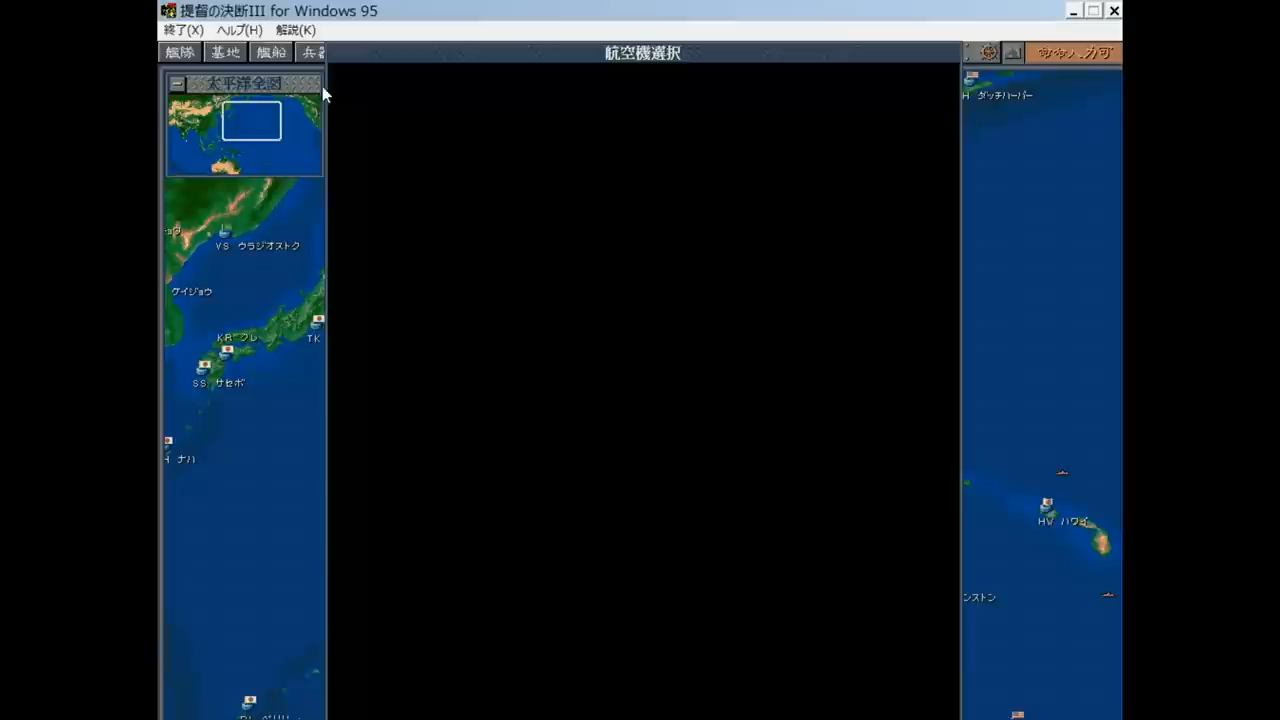 提督の決断III for Windows 95
終了(X) ヘルプ(H) 解説(K)
艦隊 基地 艦船
航空機選択
太平洋全図
H ダッチハーバー
VS ウラジオストク
ケイジョウ
KR クレ
TK
SS サセボ
ナハ
HW ハワイ
ンストン